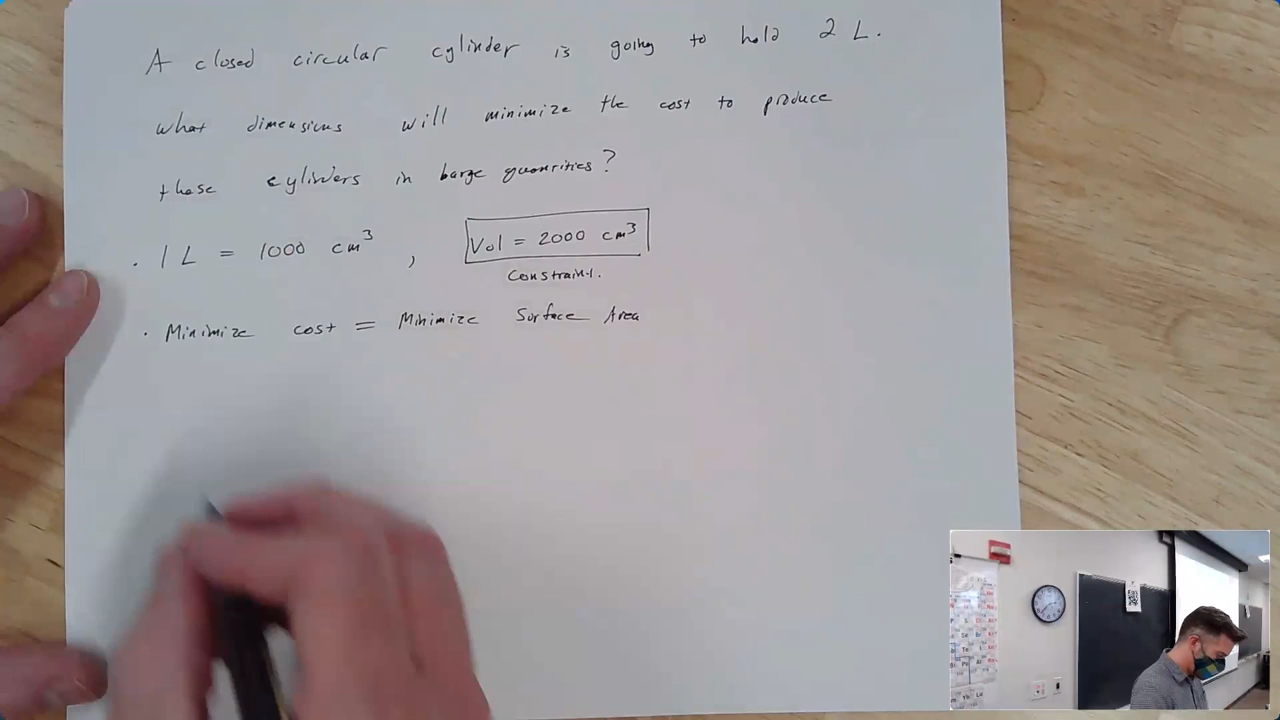 A closed circular cylinder is going to hold 2 L.
what dimensions will minimize the cost to produce
these cylinders in large quantities?
· 1 L = 1000 cm³ , Vol = 2000 cm³
constraint.
· Minimize cost = Minimize Surface Area